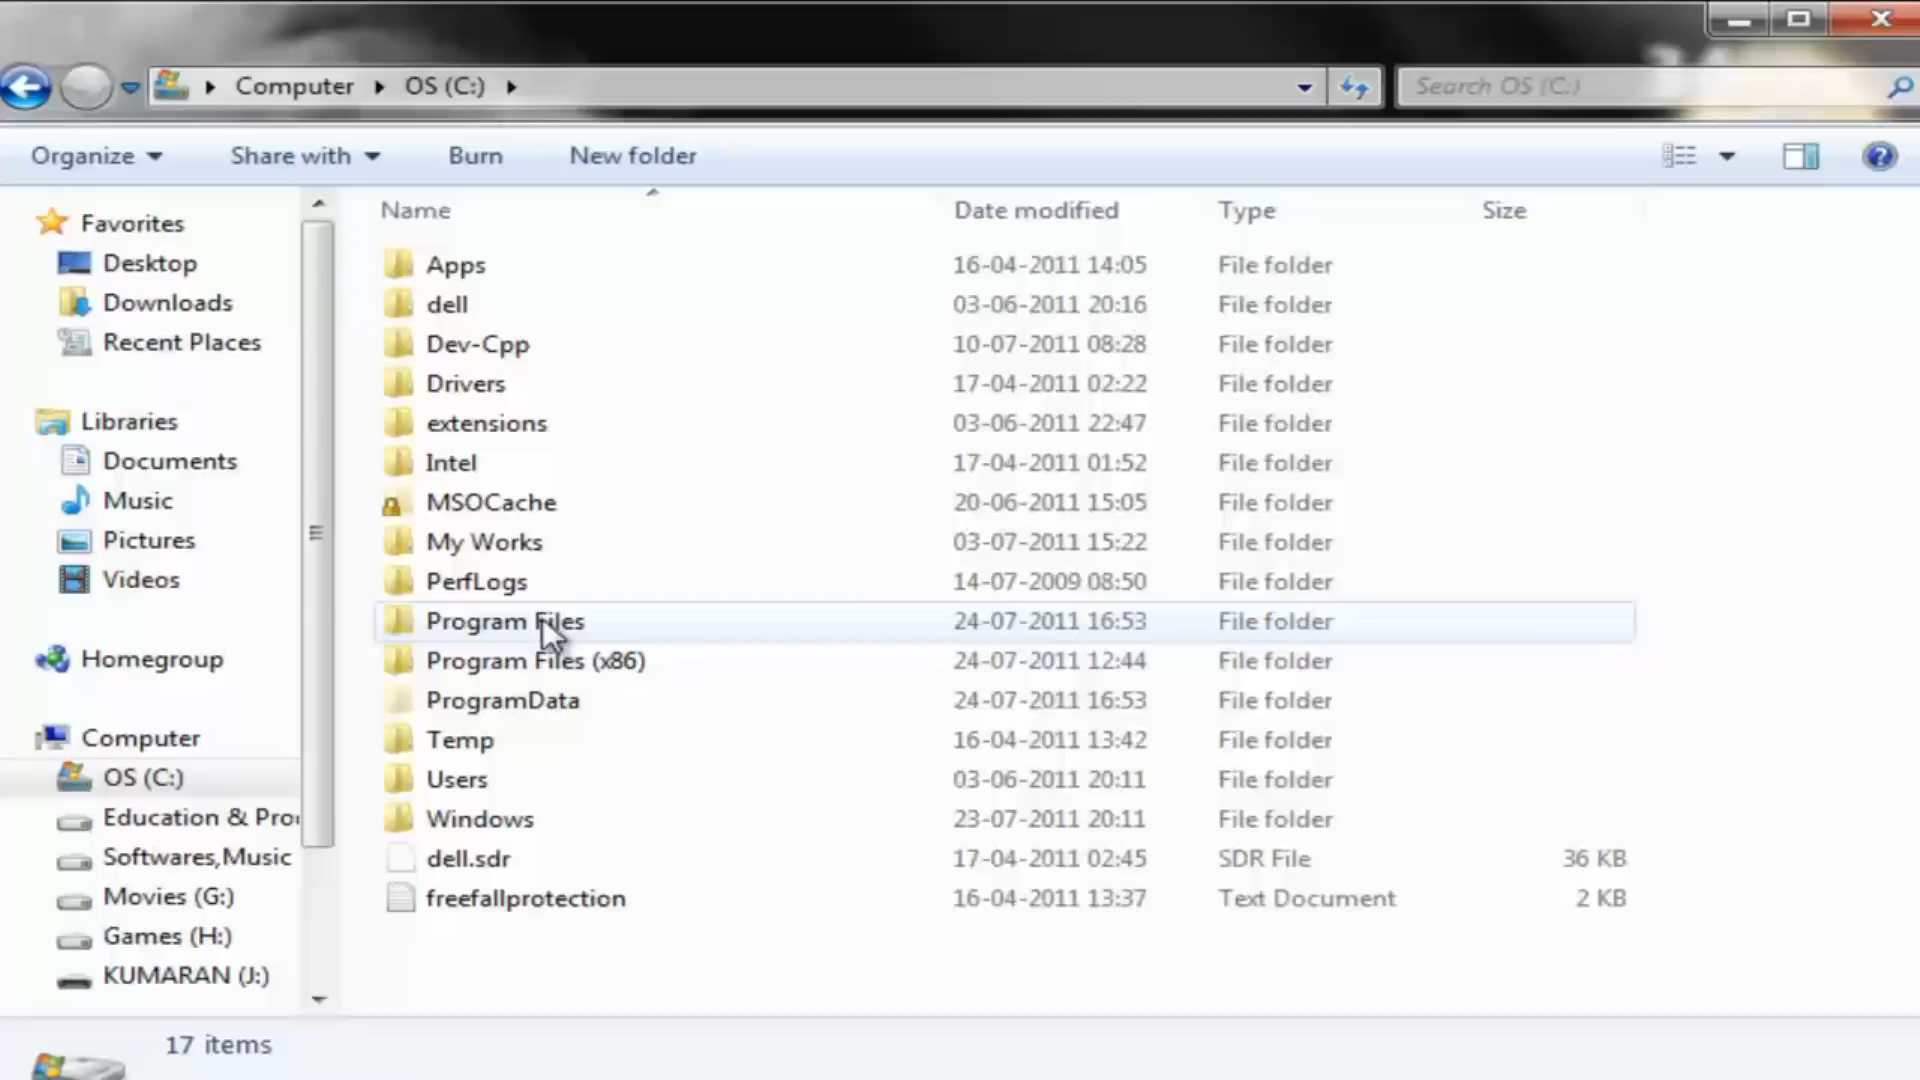 Computer OS (C:) Search OS (C:)
Organize Share with Burn New folder
Name Date modified Type Size
Favorites
Desktop
Downloads
Recent Places
Libraries
Documents
Music
Pictures
Videos
Homegroup
Computer
OS (C:)
Education & Pro
Softwares,Music
Movies (G:)
Games (H:)
KUMARAN (J:)
Apps 16-04-2011 14:05 File folder
dell 03-06-2011 20:16 File folder
Dev-Cpp 10-07-2011 08:28 File folder
Drivers 17-04-2011 02:22 File folder
extensions 03-06-2011 22:47 File folder
Intel 17-04-2011 01:52 File folder
MSOCache 20-06-2011 15:05 File folder
My Works 03-07-2011 15:22 File folder
PerfLogs 14-07-2009 08:50 File folder
Program Files 24-07-2011 16:53 File folder
Program Files (x86) 24-07-2011 12:44 File folder
ProgramData 24-07-2011 16:53 File folder
Temp 16-04-2011 13:42 File folder
Users 03-06-2011 20:11 File folder
Windows 23-07-2011 20:11 File folder
dell.sdr 17-04-2011 02:45 SDR File 36 KB
freefallprotection 16-04-2011 13:37 Text Document 2 KB
17 items